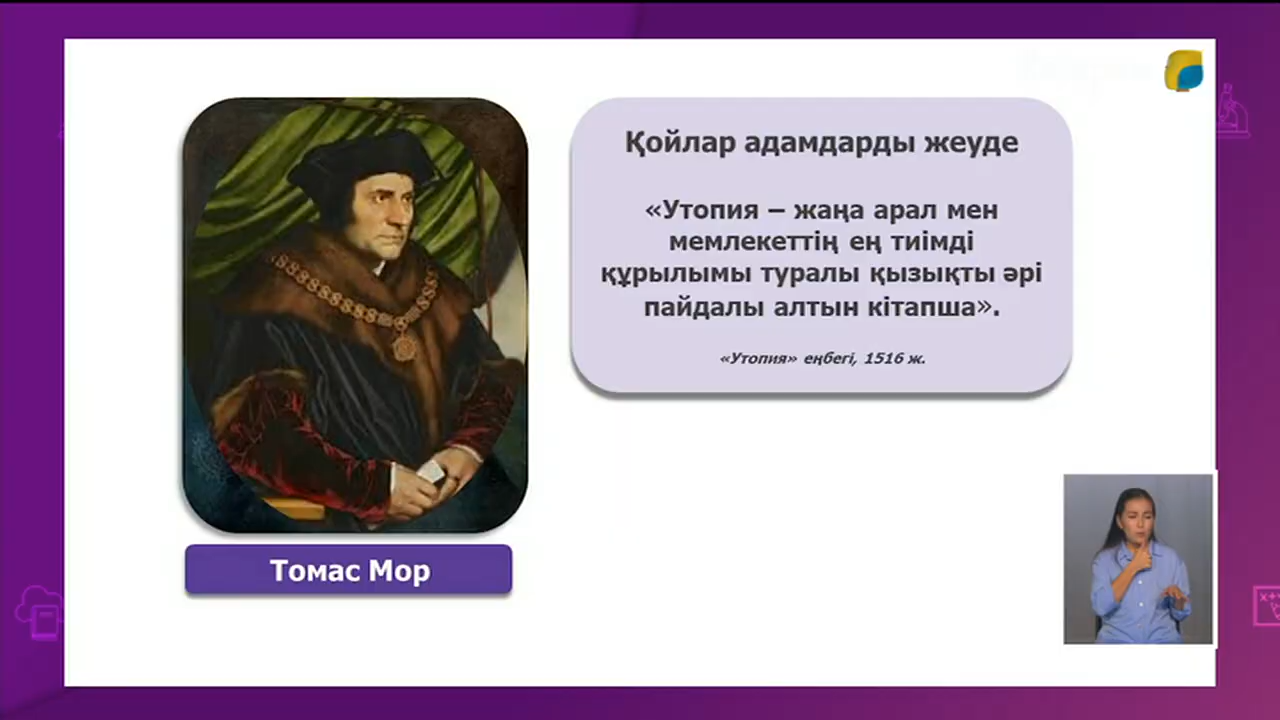 Қойлар адамдарды жеуде
«Утопия – жаңа арал мен
мемлекеттің ең тиімді
құрылымы туралы қызықты әрі
пайдалы алтын кітапша».
«Утопия» еңбегі, 1516 ж.
Томас Мор